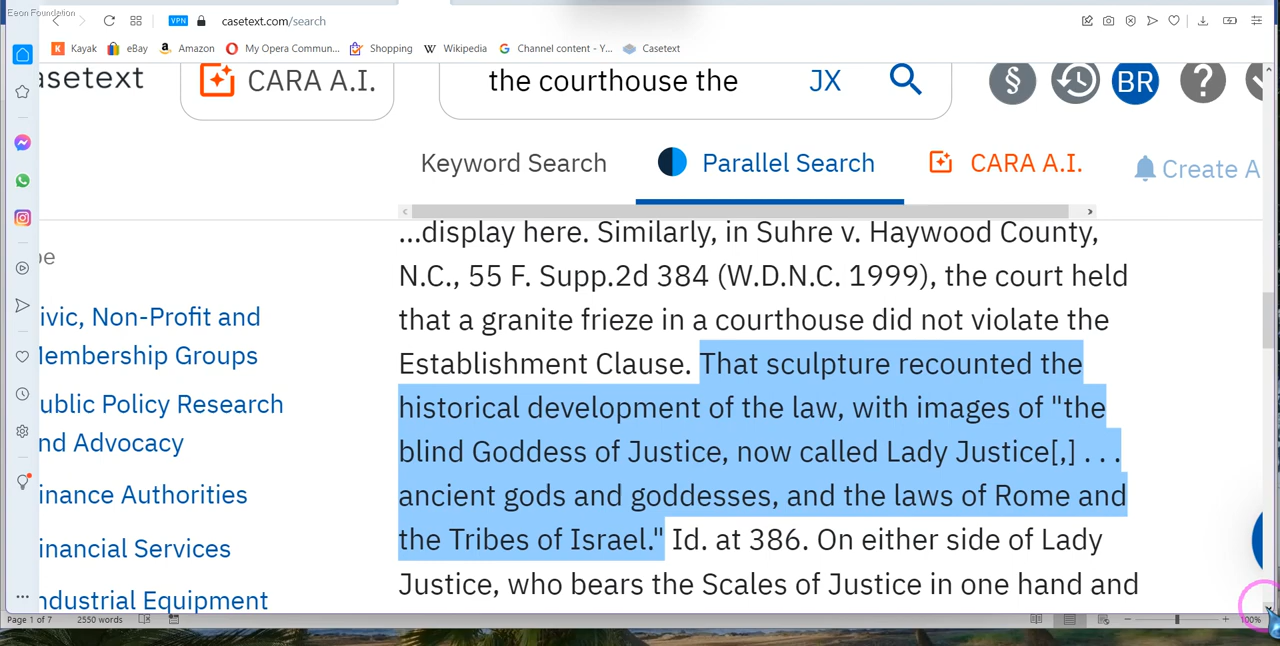 Eeon Foundation
VPN casetext.com/search
Kayak eBay Amazon My Opera Commun... Shopping Wikipedia Channel content - Y... Casetext
asetext CARA A.I. the courthouse the JX § BR ?
Keyword Search Parallel Search CARA A.I. Create A
...display here. Similarly, in Suhre v. Haywood County,
N.C., 55 F. Supp.2d 384 (W.D.N.C. 1999), the court held
that a granite frieze in a courthouse did not violate the
Establishment Clause. That sculpture recounted the
historical development of the law, with images of "the
blind Goddess of Justice, now called Lady Justice[,] . . .
ancient gods and goddesses, and the laws of Rome and
the Tribes of Israel." Id. at 386. On either side of Lady
Justice, who bears the Scales of Justice in one hand and
pe
ivic, Non-Profit and
Membership Groups
ublic Policy Research
nd Advocacy
inance Authorities
inancial Services
ndustrial Equipment
Page 1 of 7 2550 words 100%